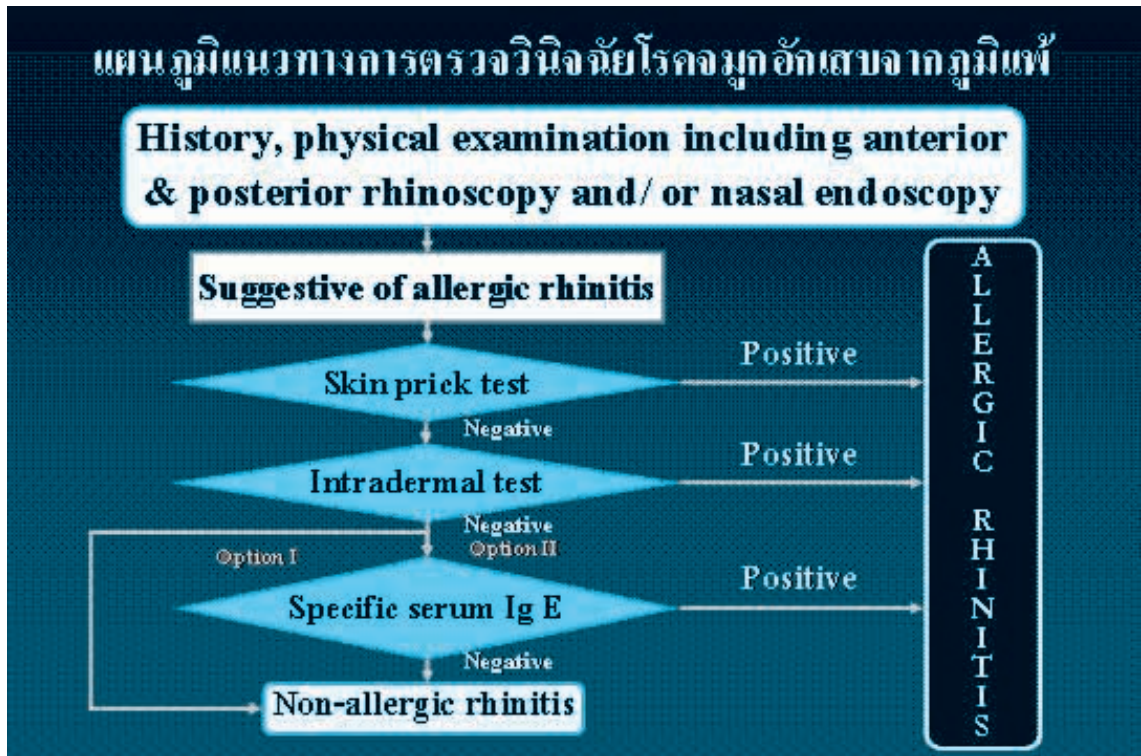 แผนภูมิแนวทางการตรวจวินิจฉัยโรคจมูกอักเสบจากภูมิแพ้
History, physical examination including anterior
& posterior rhinoscopy and/ or nasal endoscopy
Suggestive of allergic rhinitis
Skin prick test
Positive
Negative
Intradermal test
Positive
Negative
Option I
Option II
Specific serum Ig E
Positive
Negative
Non-allergic rhinitis
ALLERGIC RHINITIS